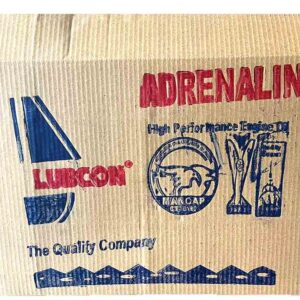 ADRENALIN
High Performance Engine Oil
LUBCON®
MANCAP
The Quality Company